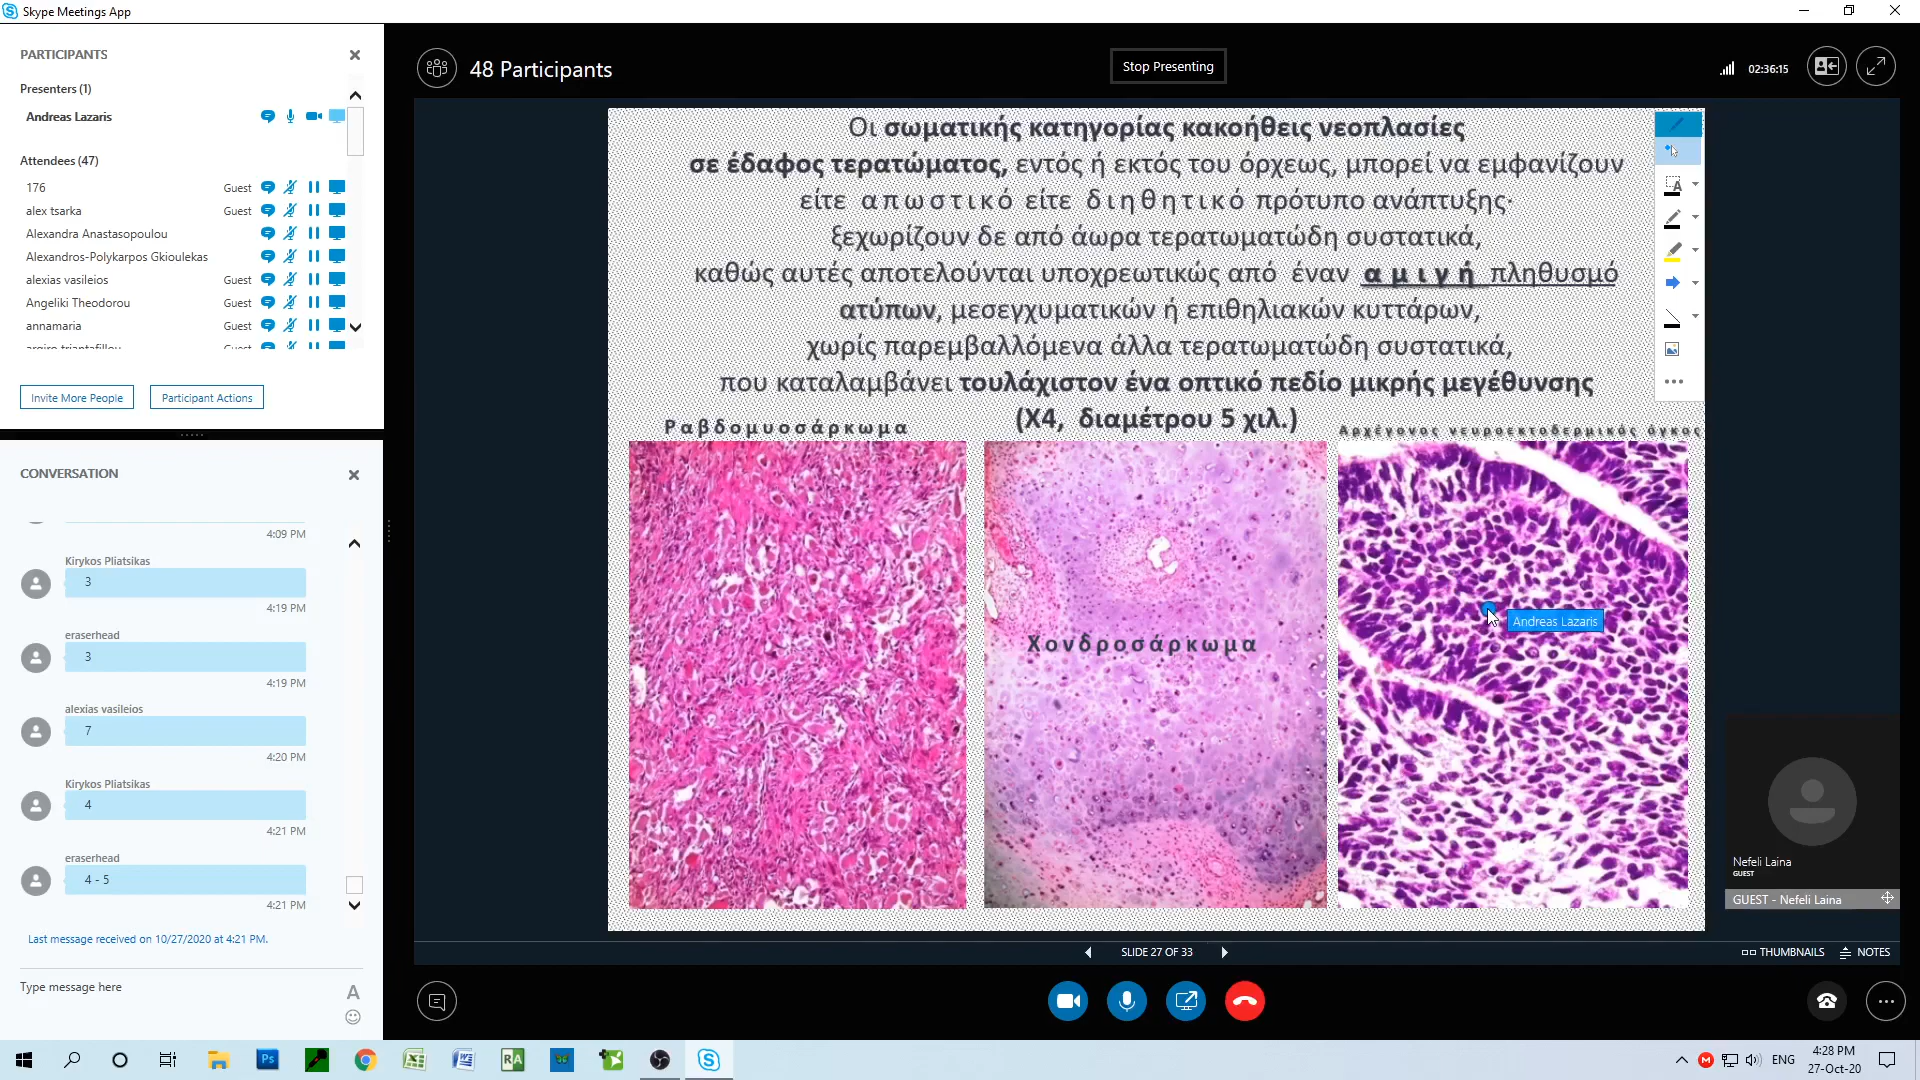 Skype Meetings App
PARTICIPANTS
Presenters (1)
Andreas Lazaris
Attendees (47)
176 Guest
alex tsarka Guest
Alexandra Anastasopoulou
Alexandros-Polykarpos Gkioulekas
alexias vasileios Guest
Angeliki Theodorou Guest
annamaria Guest
argiro triantafillou Guest
Invite More People
Participant Actions
CONVERSATION
4:09 PM
Kirykos Pliatsikas
3
4:19 PM
eraserhead
3
4:19 PM
alexias vasileios
7
4:20 PM
Kirykos Pliatsikas
4
4:21 PM
eraserhead
4 - 5
4:21 PM
Last message received on 10/27/2020 at 4:21 PM.
Type message here
48 Participants
Stop Presenting
02:36:15
Οι σωματικής κατηγορίας κακοήθεις νεοπλασίες
σε έδαφος τερατώματος, εντός ή εκτός του όρχεως, μπορεί να εμφανίζουν
είτε απωστικό είτε διηθητικό πρότυπο ανάπτυξης·
ξεχωρίζουν δε από άωρα τερατωματώδη συστατικά,
καθώς αυτές αποτελούνται υποχρεωτικώς από έναν αμιγή πληθυσμό
ατύπων, μεσεγχυματικών ή επιθηλιακών κυττάρων,
χωρίς παρεμβαλλόμενα άλλα τερατωματώδη συστατικά,
που καταλαμβάνει τουλάχιστον ένα οπτικό πεδίο μικρής μεγέθυνσης
(Χ4, διαμέτρου 5 χιλ.)
Ραβδομυοσάρκωμα
Αρχέγονος νευροεκτοδερμικός όγκος
Χονδροσάρκωμα
Andreas Lazaris
Nefeli Laina
GUEST
GUEST - Nefeli Laina
SLIDE 27 OF 33
THUMBNAILS
NOTES
ENG
4:28 PM
27-Oct-20